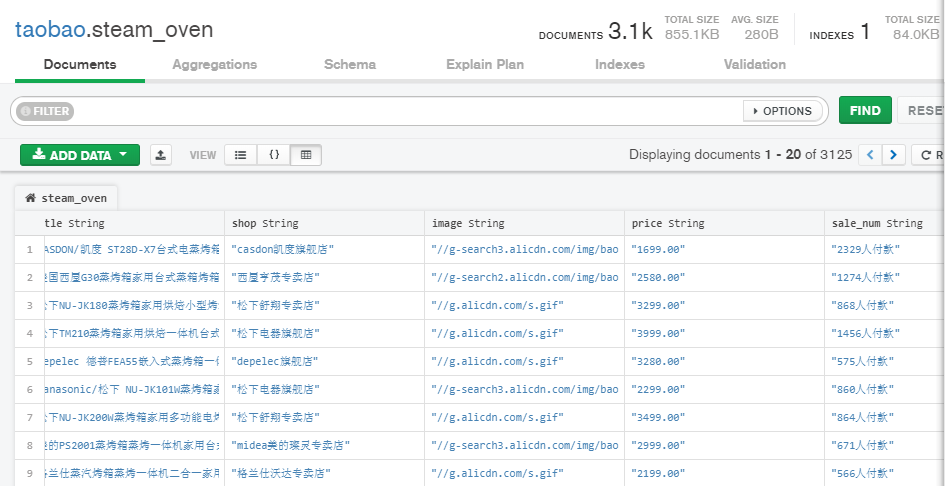 taobao.steam_oven
DOCUMENTS 3.1k TOTAL SIZE 855.1KB AVG. SIZE 280B INDEXES 1 TOTAL SIZE 84.0KB
Documents Aggregations Schema Explain Plan Indexes Validation
FILTER OPTIONS FIND RESE
ADD DATA VIEW {} Displaying documents 1 - 20 of 3125 R
steam_oven
tle String shop String image String price String sale_num String
1 ASDON/凯度 ST28D-X7台式电蒸烤箱 "casdon凯度旗舰店" "//g-search3.alicdn.com/img/bao "1699.00" "2329人付款"
2 国西屋G30蒸烤箱家用台式蒸箱烤箱 "西屋亨茂专卖店" "//g-search2.alicdn.com/img/bao "2580.00" "1274人付款"
3 下NU-JK180蒸烤箱家用烘焙小型烤 "松下舒翔专卖店" "//g.alicdn.com/s.gif" "3299.00" "868人付款"
4 下TM210蒸烤箱家用烘焙一体机台式 "松下电器旗舰店" "//g.alicdn.com/s.gif" "3999.00" "1456人付款"
5 epelec 德普FEA55嵌入式蒸烤箱一体 "depelec旗舰店" "//g.alicdn.com/s.gif" "3280.00" "575人付款"
6 anasonic/松下 NU-JK101W蒸烤箱家 "松下电器旗舰店" "//g-search3.alicdn.com/img/bao "2299.00" "860人付款"
7 下NU-JK200W蒸烤箱家用多功能电烤 "松下舒翔专卖店" "//g.alicdn.com/s.gif" "3499.00" "864人付款"
8 的PS2001蒸烤箱蒸烤一体机家用台式 "midea美的璨灵专卖店" "//g-search3.alicdn.com/img/bao "2999.00" "671人付款"
9 格兰仕蒸汽烤箱蒸烤一体机二合一家用 "格兰仕沃达专卖店" "//g.alicdn.com/s.gif" "2199.00" "566人付款"